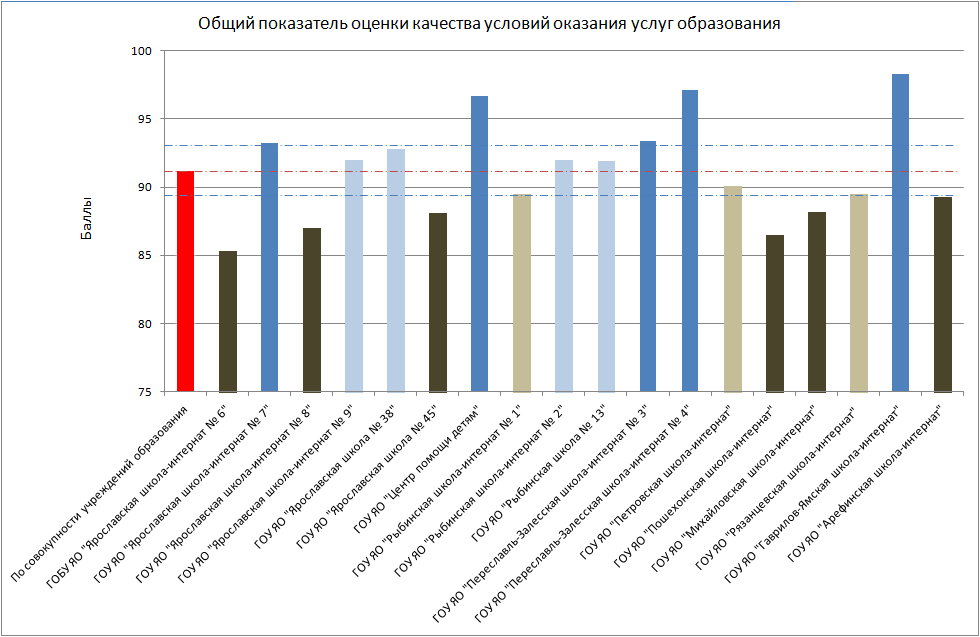 Общий показатель оценки качества условий оказания услуг образования
Баллы
100
95
90
85
80
75
По совокупности учреждений образования
ГОБУ ЯО "Ярославская школа-интернат № 6"
ГОУ ЯО "Ярославская школа-интернат № 7"
ГОУ ЯО "Ярославская школа-интернат № 8"
ГОУ ЯО "Ярославская школа-интернат № 9"
ГОУ ЯО "Ярославская школа № 38"
ГОУ ЯО "Ярославская школа № 45"
ГОУ ЯО "Центр помощи детям"
ГОУ ЯО "Рыбинская школа-интернат № 1"
ГОУ ЯО "Рыбинская школа-интернат № 2"
ГОУ ЯО "Рыбинская школа № 13"
ГОУ ЯО "Переславль-Залесская школа-интернат № 3"
ГОУ ЯО "Переславль-Залесская школа-интернат № 4"
ГОУ ЯО "Петровская школа-интернат"
ГОУ ЯО "Пошехонская школа-интернат"
ГОУ ЯО "Михайловская школа-интернат"
ГОУ ЯО "Рязанцевская школа-интернат"
ГОУ ЯО "Гаврилов-Ямская школа-интернат"
ГОУ ЯО "Арефинская школа-интернат"